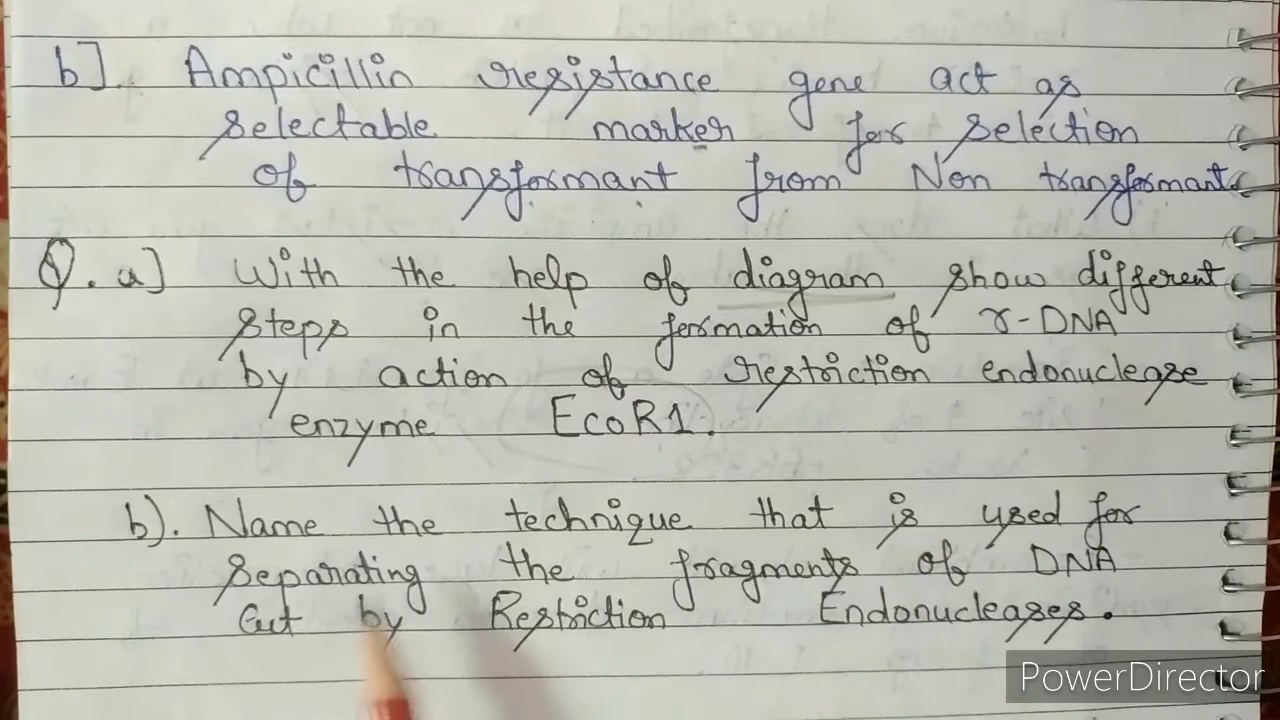 b]. Ampicillin resistance gene act as
selectable marker for selection
of transformant from Non transformant.
Q. a] With the help of diagram show different
steps in the formation of r-DNA
by action of restriction endonuclease
enzyme EcoR1.
b). Name the technique that is used for
separating the fragments of DNA
Cut by Restriction Endonucleases.
PowerDirector